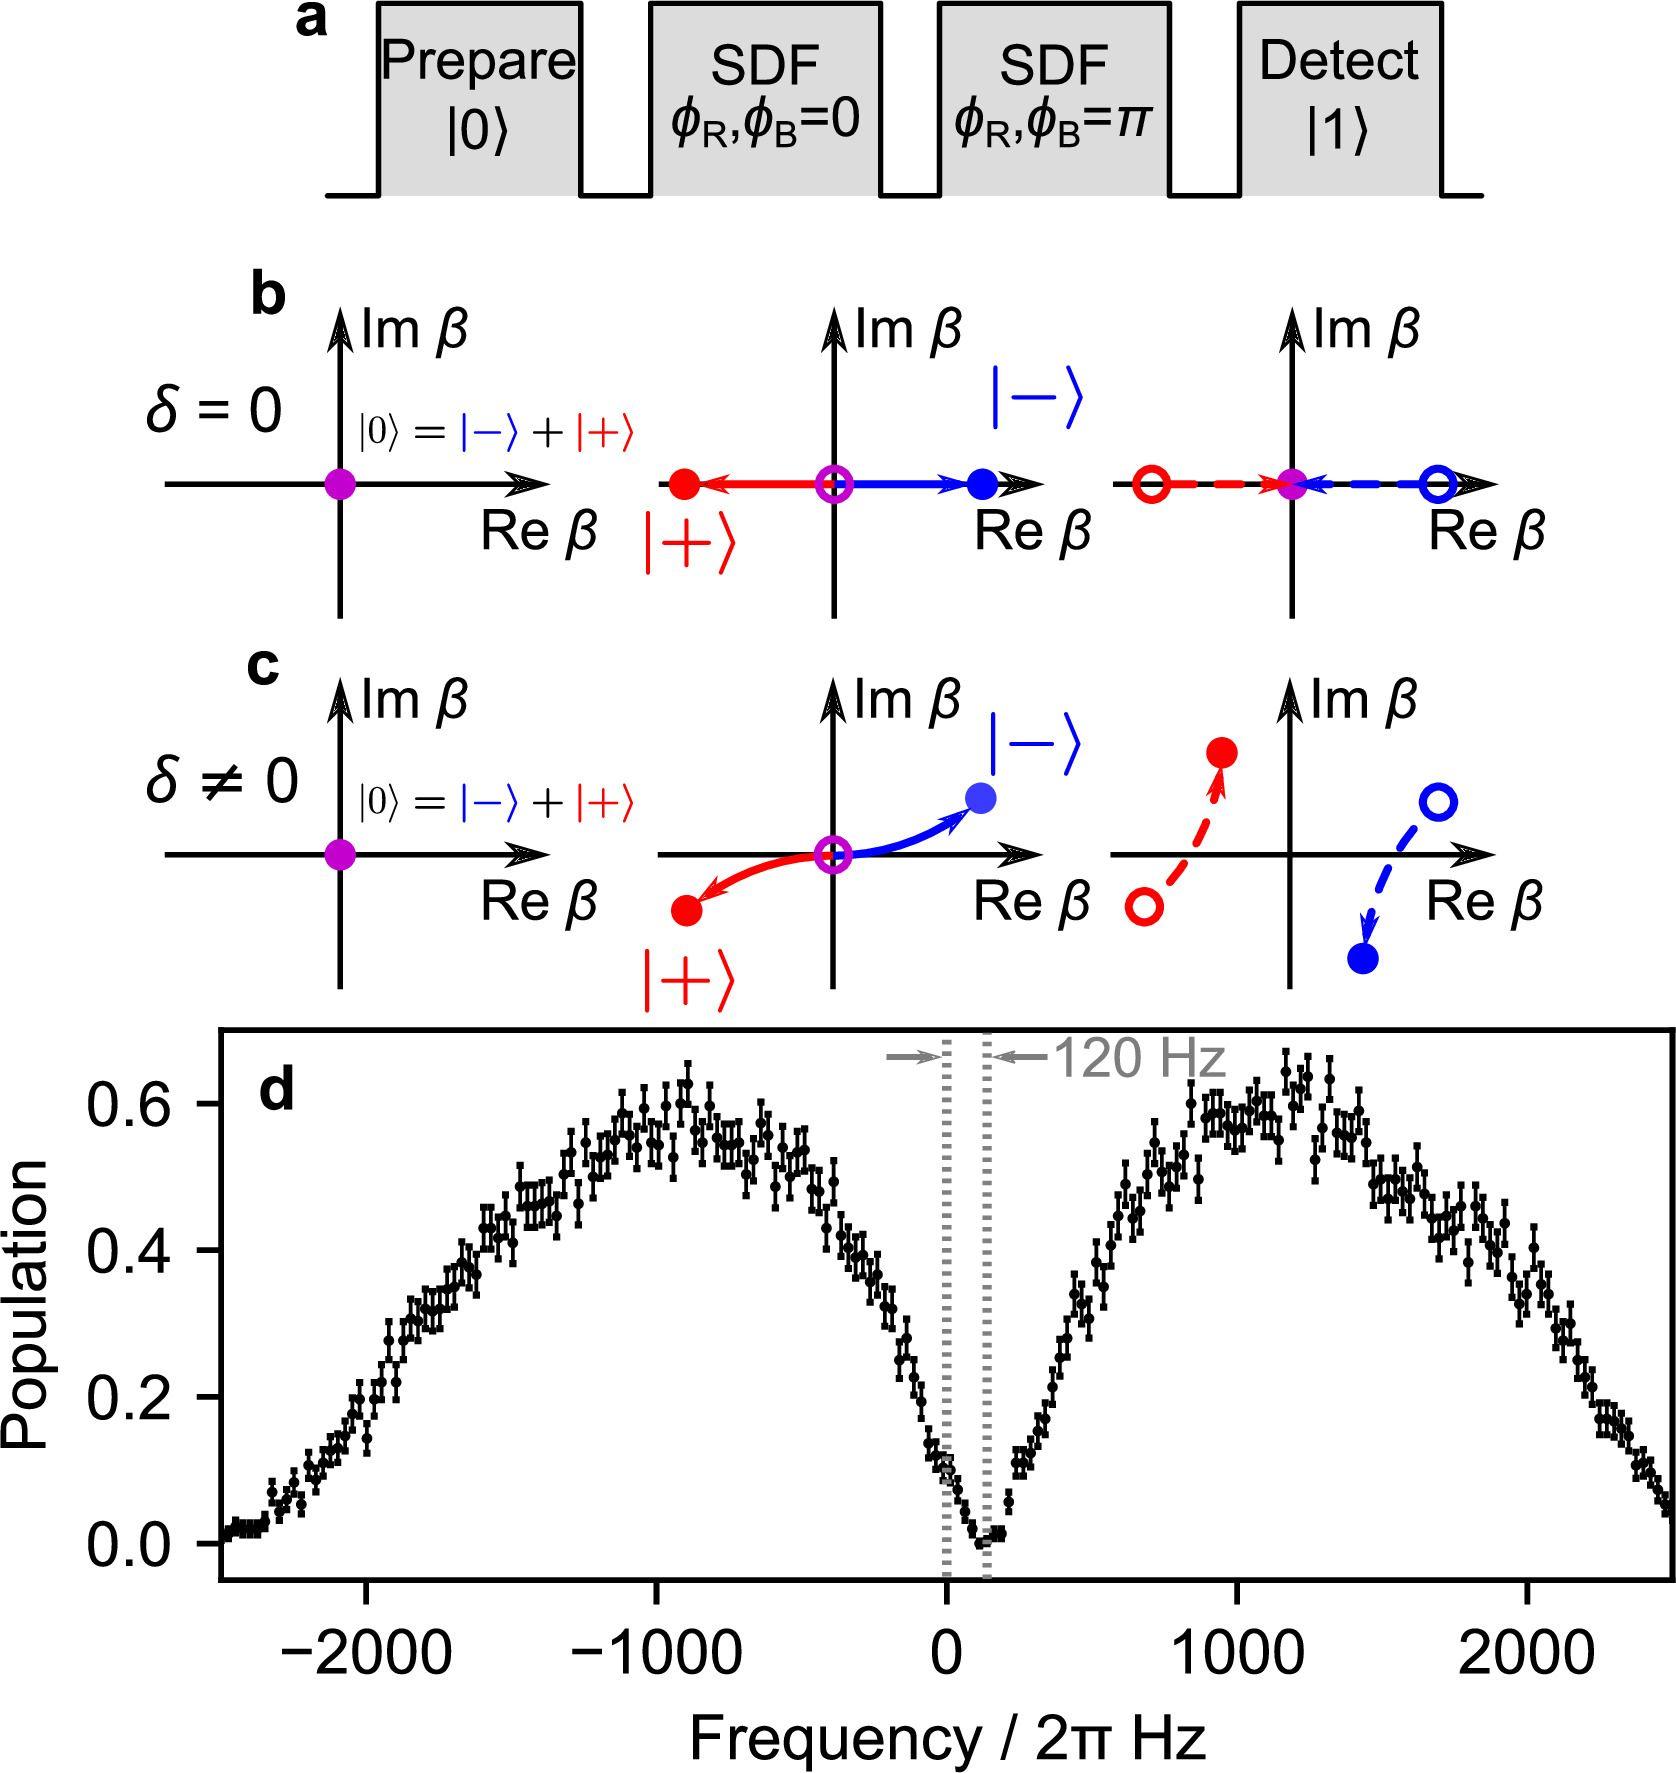 a
Prepare
|0⟩
SDF
ϕR,ϕB=0
SDF
ϕR,ϕB=π
Detect
|1⟩
b
δ = 0
Im β
|0⟩ = |−⟩ + |+⟩
Re β
Im β
|−⟩
|+⟩
Re β
Im β
Re β
c
δ ≠ 0
Im β
|0⟩ = |−⟩ + |+⟩
Re β
Im β
|−⟩
|+⟩
Re β
Im β
Re β
d
120 Hz
Population
0.6
0.4
0.2
0.0
−2000 −1000 0 1000 2000
Frequency / 2π Hz